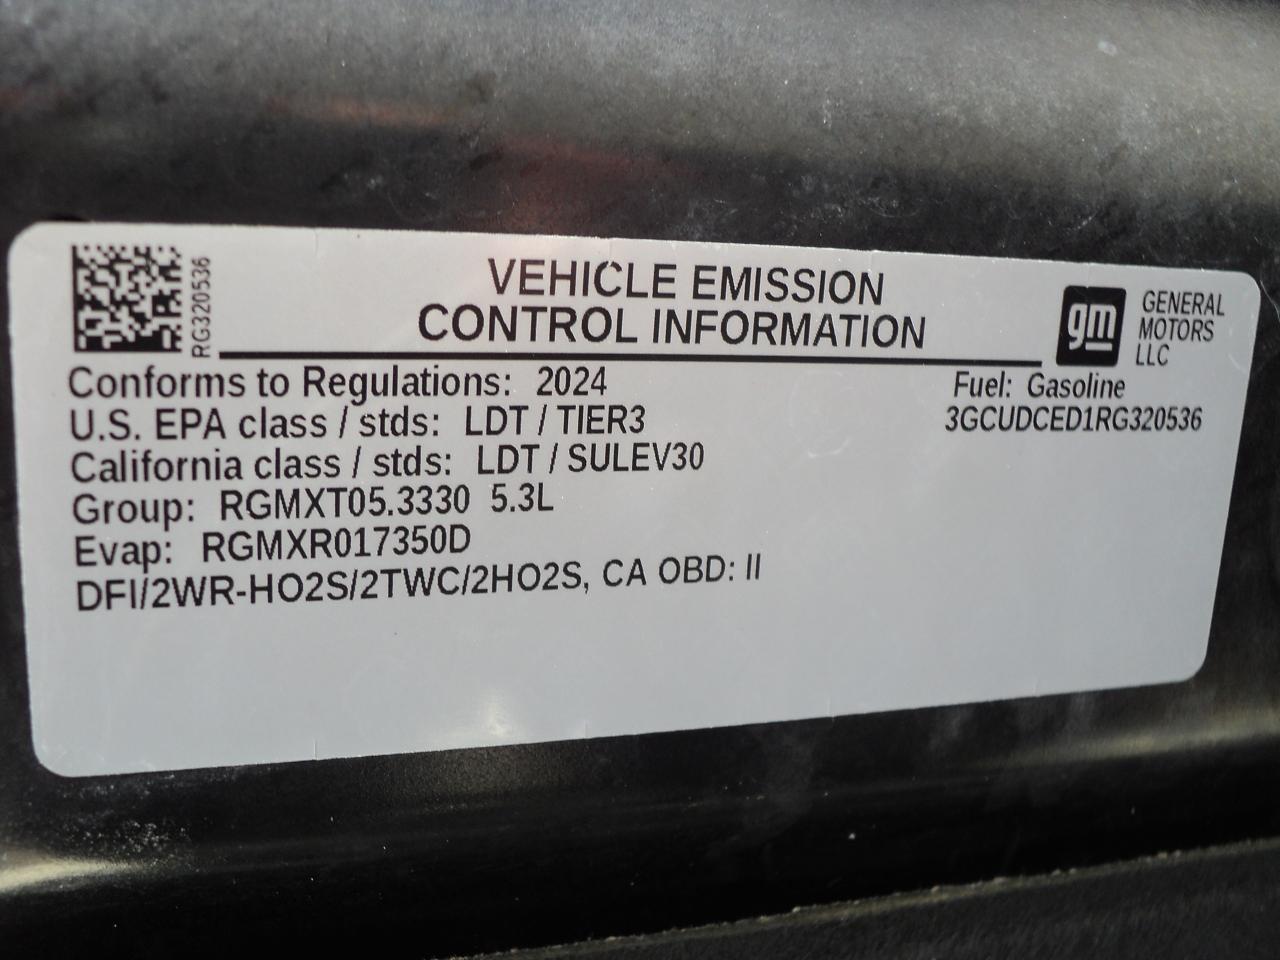 RG320536
VEHICLE EMISSION
CONTROL INFORMATION
gm
GENERAL
MOTORS
LLC
Conforms to Regulations: 2024
Fuel: Gasoline
U.S. EPA class / stds: LDT / TIER3
3GCUDCED1RG320536
California class / stds: LDT / SULEV30
Group: RGMXT05.3330 5.3L
Evap: RGMXR017350D
DFI/2WR-HO2S/2TWC/2HO2S, CA OBD: II